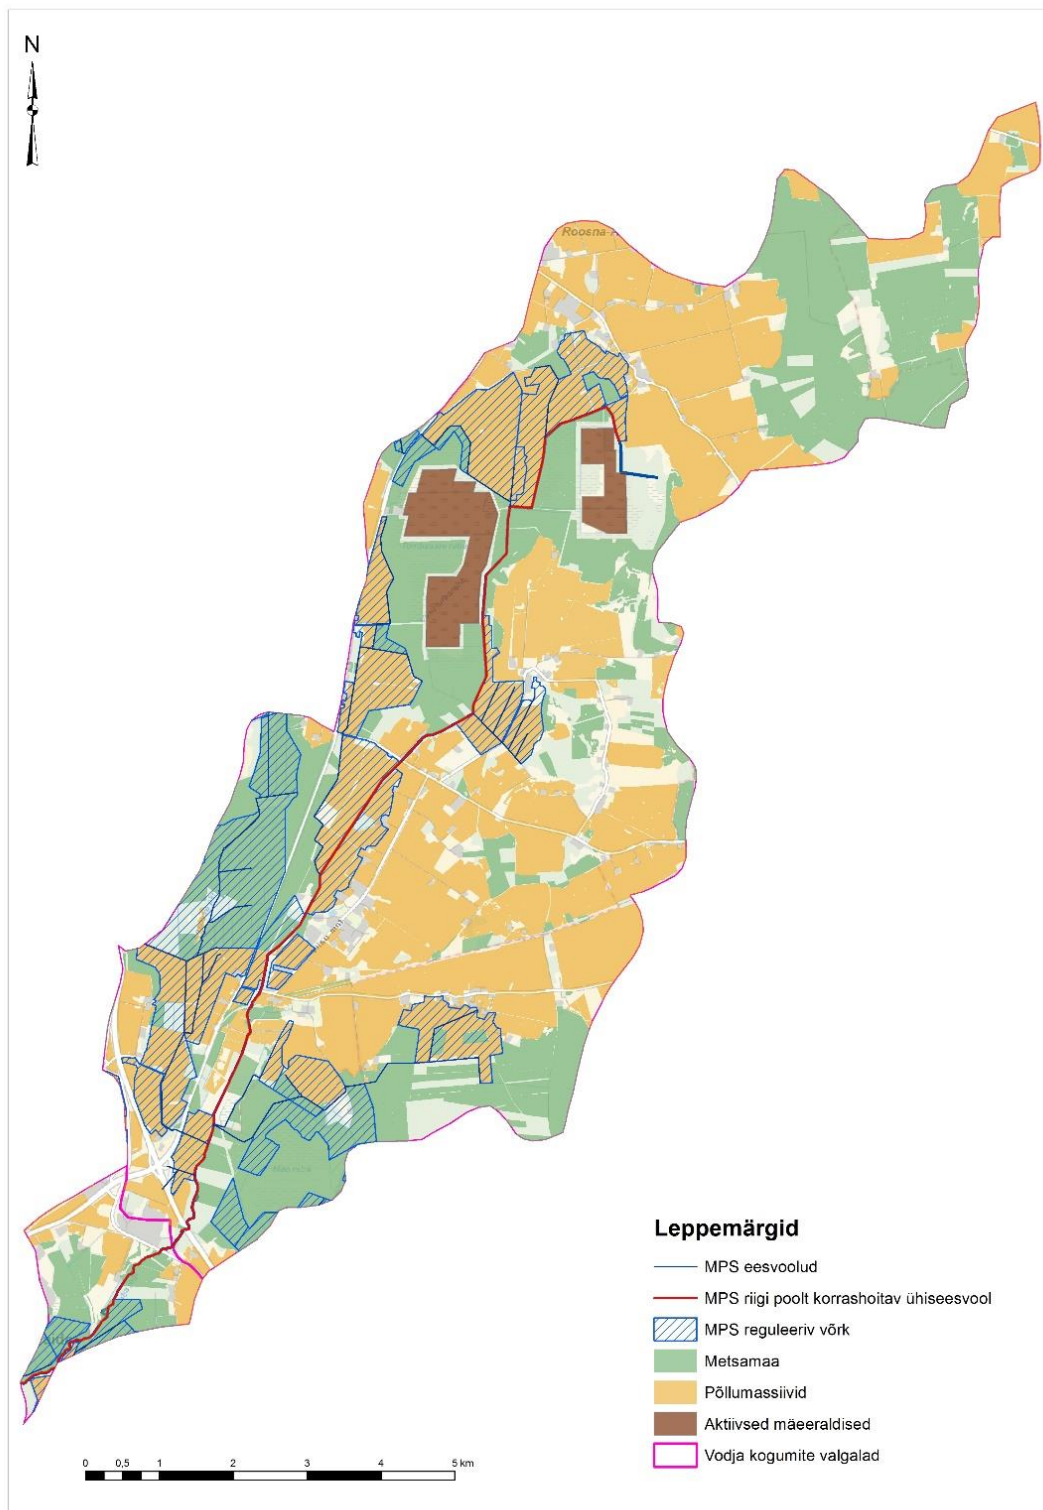 N
Roosna-
Leppemärgid
MPS eesvoolud
MPS riigi poolt korrashoitav ühiseesvool
MPS reguleeriv võrk
Metsamaa
Põllumassiivid
Aktiivsed mäeeraldised
Vodja kogumite valgalad
0 0,5 1 2 3 4 5 km